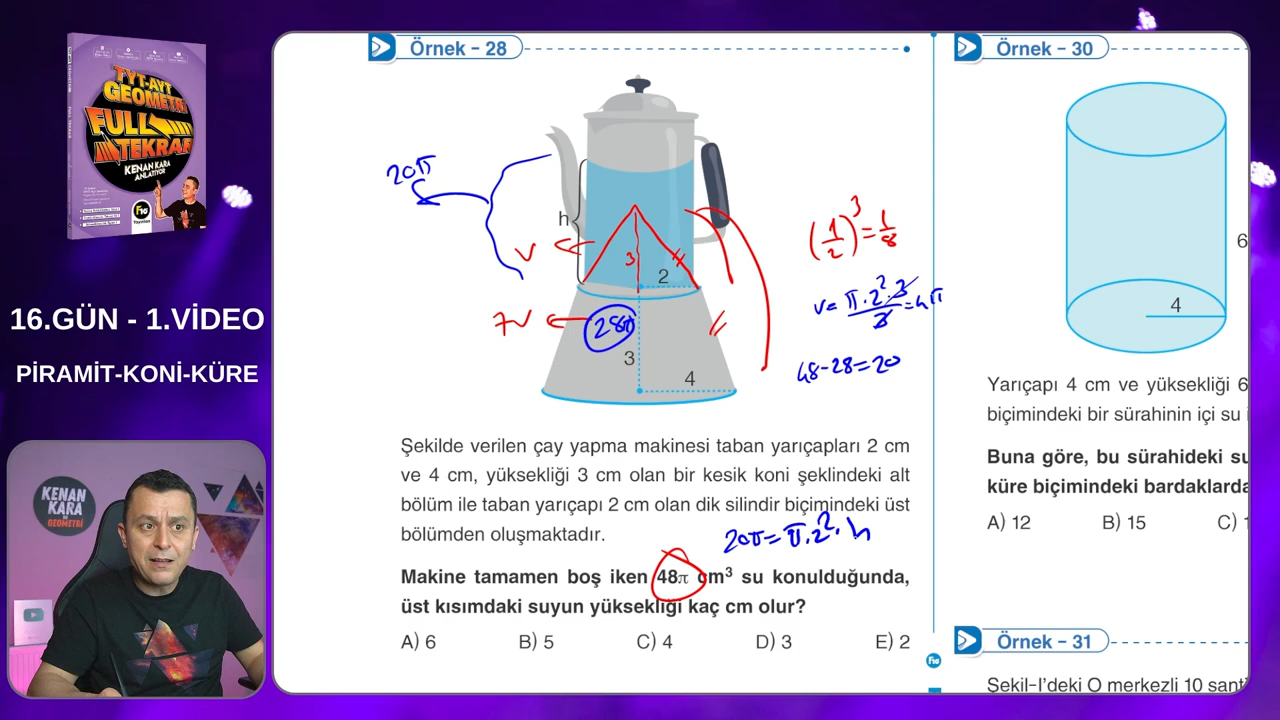 TYT-AYT
GEOMETRİ
FULL
TEKRAR
KENAN KARA
ANLATIYOR
16.GÜN - 1.VİDEO
PİRAMİT-KONİ-KÜRE
KENAN
KARA
GEOMETRİ
Örnek - 28
20π
h
V
3
2
7V
28π
3
4
(1/2)³=1/8
V=π.2².3/3=4π
48-28=20
Şekilde verilen çay yapma makinesi taban yarıçapları 2 cm
ve 4 cm, yüksekliği 3 cm olan bir kesik koni şeklindeki alt
bölüm ile taban yarıçapı 2 cm olan dik silindir biçimindeki üst
bölümden oluşmaktadır.
20π=π.2².h
Makine tamamen boş iken 48π cm³ su konulduğunda,
üst kısımdaki suyun yüksekliği kaç cm olur?
A) 6 B) 5 C) 4 D) 3 E) 2
Örnek - 30
6
4
Yarıçapı 4 cm ve yüksekliği 6
biçimindeki bir sürahinin içi su
Buna göre, bu sürahideki su
küre biçimindeki bardaklarda
A) 12 B) 15 C) 1
Örnek - 31
Şekil-I'deki O merkezli 10 santi